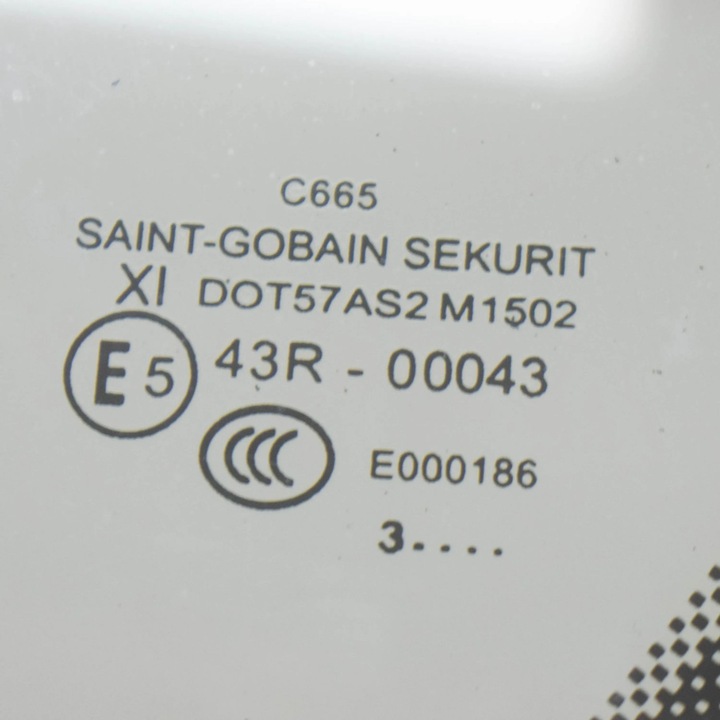 C665
SAINT-GOBAIN SEKURIT
XI DOT57AS2 M1502
E5 43R - 00043
CCC E000186
3....